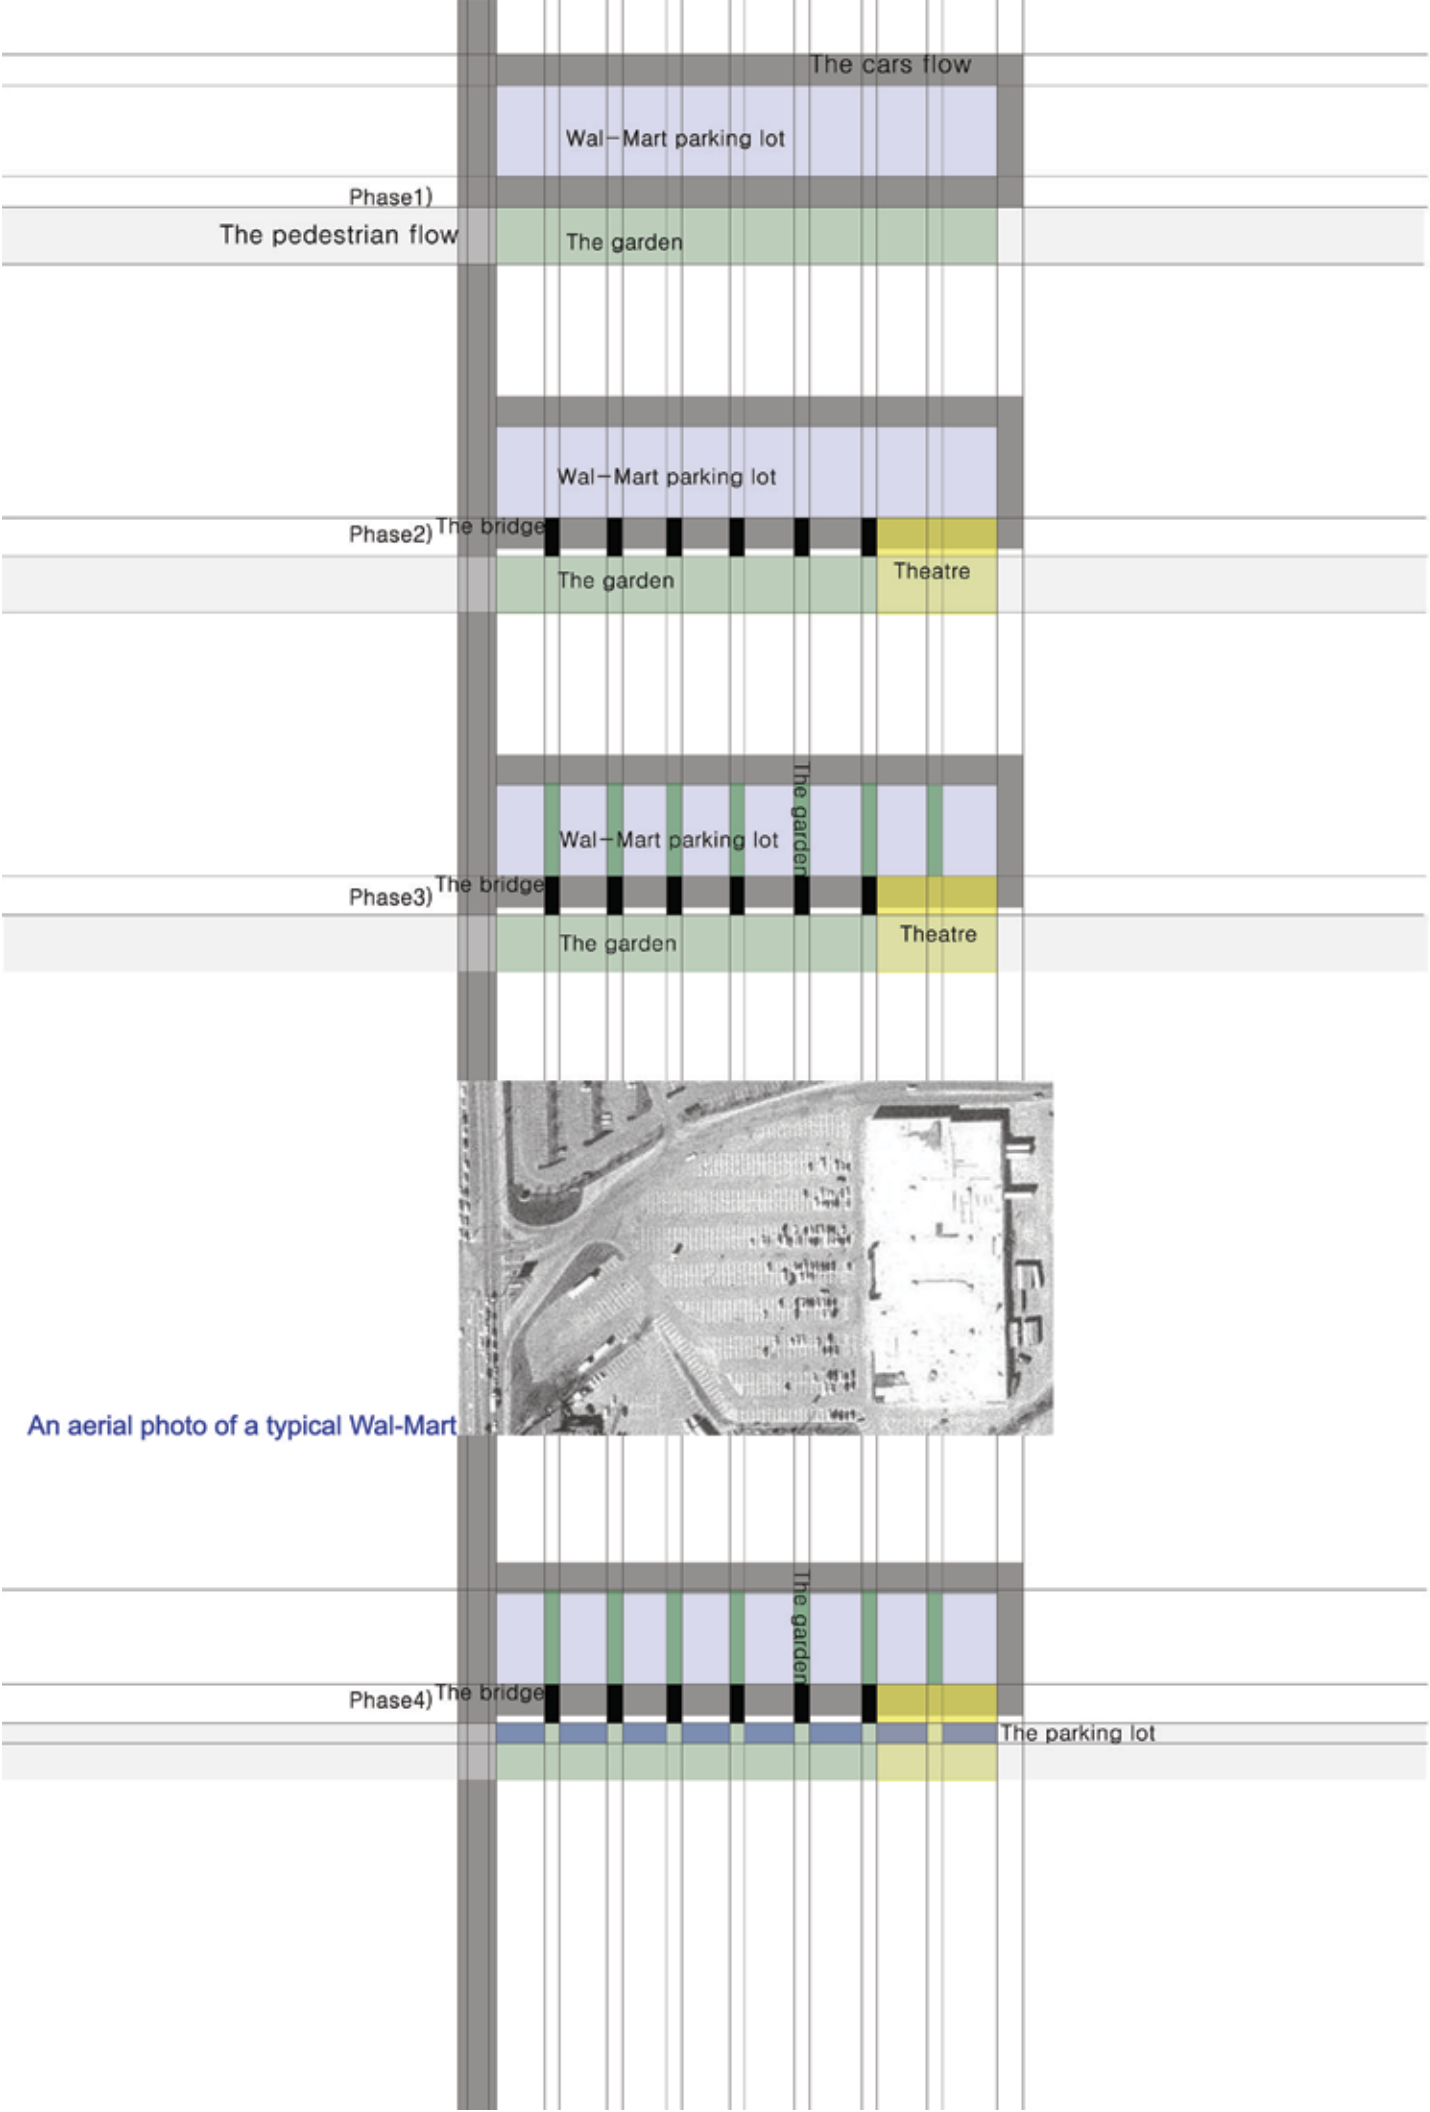 The cars flow
Wal-Mart parking lot
Phase1)
The pedestrian flow
The garden
Wal-Mart parking lot
Phase2)
The bridge
Theatre
The garden
The garden
Wal-Mart parking lot
Phase3)
The bridge
Theatre
The garden
An aerial photo of a typical Wal-Mart
The garden
Phase4)
The bridge
The parking lot